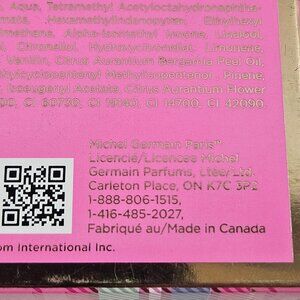 Aqua, Tetramethyl Acetyloctahydronaphtha-
Hexamethylindanopyran, Ethylhexyl
Alpha-Isomethyl Ionone, Linalool,
Citronellol, Hydroxycitronellal, Limonene,
Vanillin, Citrus Aurantium Bergamia Peel Oil,
Pinene,
Isoeugenyl Acetate, Citrus Aurantium Flower
CI 60730, CI 19140, CI 14700, CI 42090
Michel Germain Paris™
Licencié/Licencee Michel
Germain Parfums, Ltée/Ltd
Carleton Place, ON K7C 3P2
1-888-806-1515,
1-416-485-2027,
Fabriqué au/Made in Canada
om International Inc.